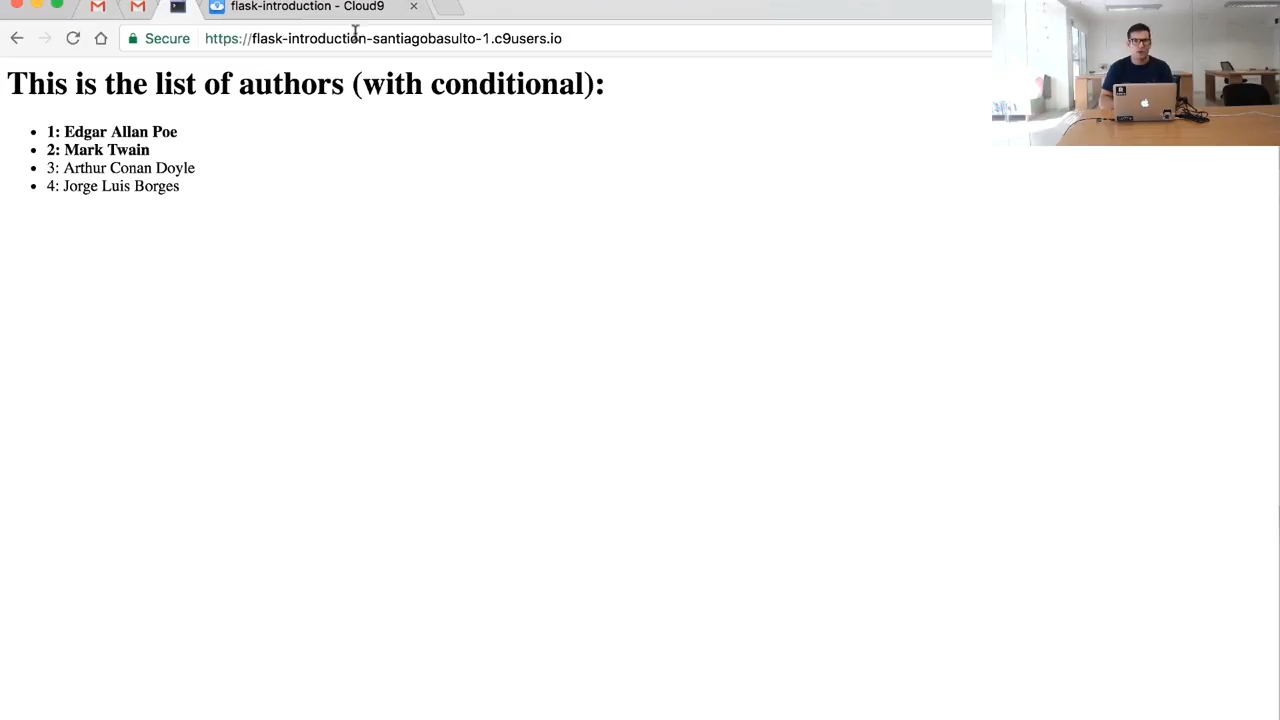 flask-introduction - Cloud9
Secure https://flask-introduction-santiagobasulto-1.c9users.io
This is the list of authors (with conditional):
1: Edgar Allan Poe
2: Mark Twain
3: Arthur Conan Doyle
4: Jorge Luis Borges